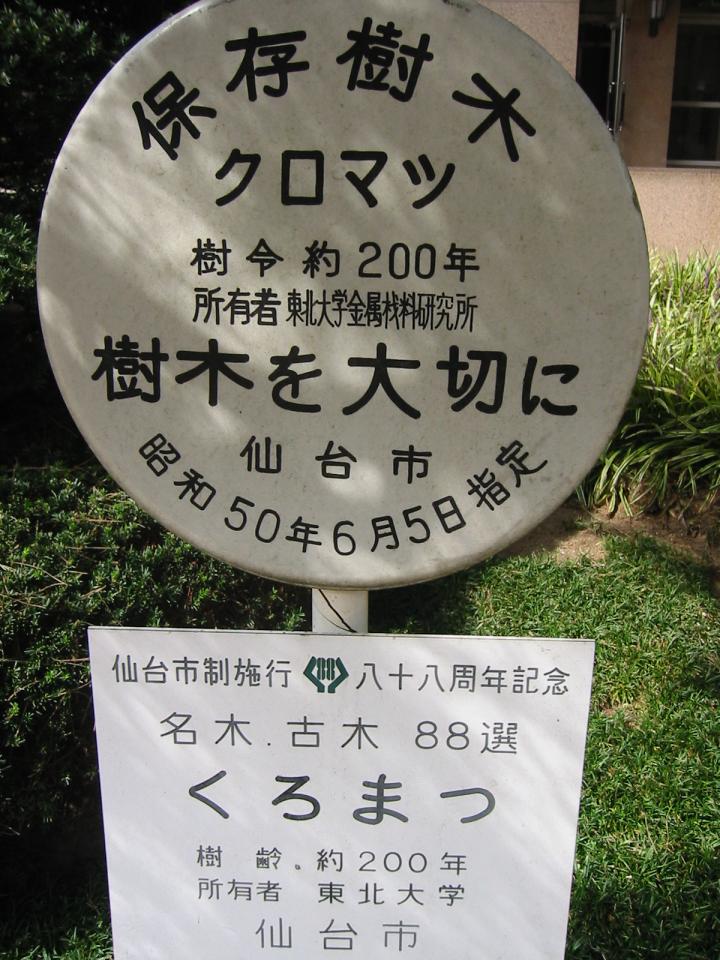 保存樹木
クロマツ
樹令約200年
所有者 東北大学金属材料研究所
樹木を大切に
仙台市
昭和50年6月5日指定
仙台市制施行 八十八周年記念
名木.古木 88選
くろまつ
樹齢.約200年
所有者 東北大学
仙台市